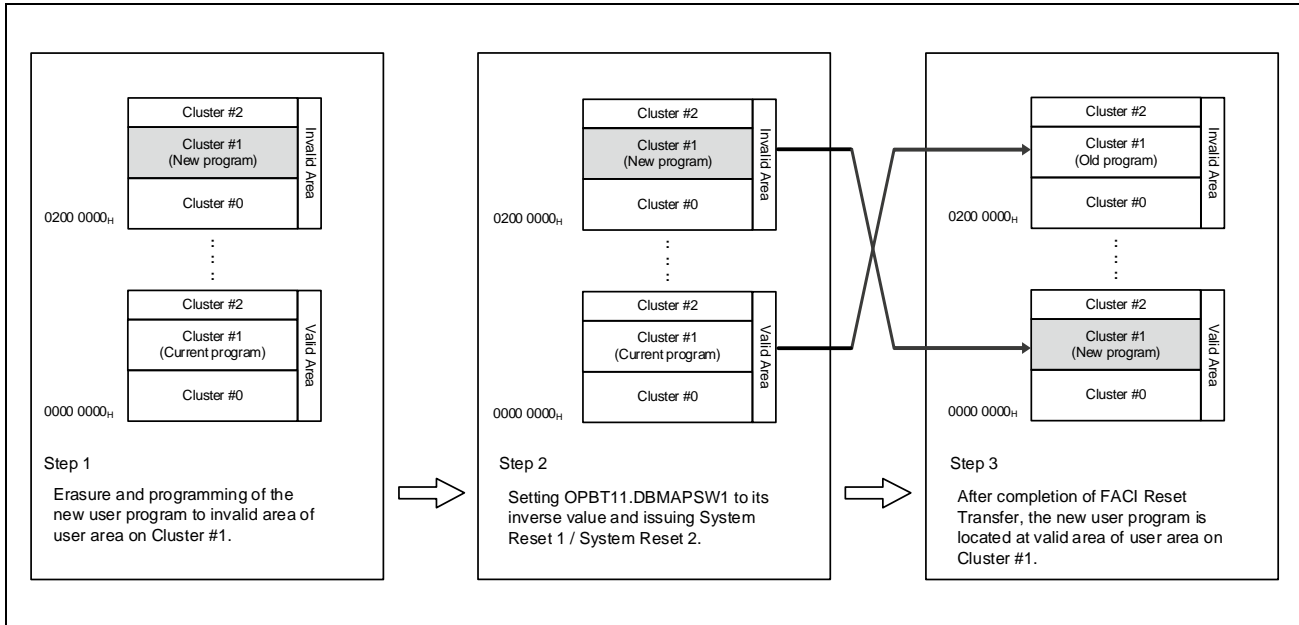 Cluster #2
Cluster #1
(New program)
Cluster #0
Invalid Area
0200 0000H
Cluster #2
Cluster #1
(Current program)
Cluster #0
Valid Area
0000 0000H
Step 1
Erasure and programming of the
new user program to invalid area of
user area on Cluster #1.
Cluster #2
Cluster #1
(New program)
Cluster #0
Invalid Area
0200 0000H
Cluster #2
Cluster #1
(Current program)
Cluster #0
Valid Area
0000 0000H
Step 2
Setting OPBT11.DBMAPSW1 to its
inverse value and issuing System
Reset 1 / System Reset 2.
Cluster #2
Cluster #1
(Old program)
Cluster #0
Invalid Area
0200 0000H
Cluster #2
Cluster #1
(New program)
Cluster #0
Valid Area
0000 0000H
Step 3
After completion of FACI Reset
Transfer, the new user program is
located at valid area of user area on
Cluster #1.